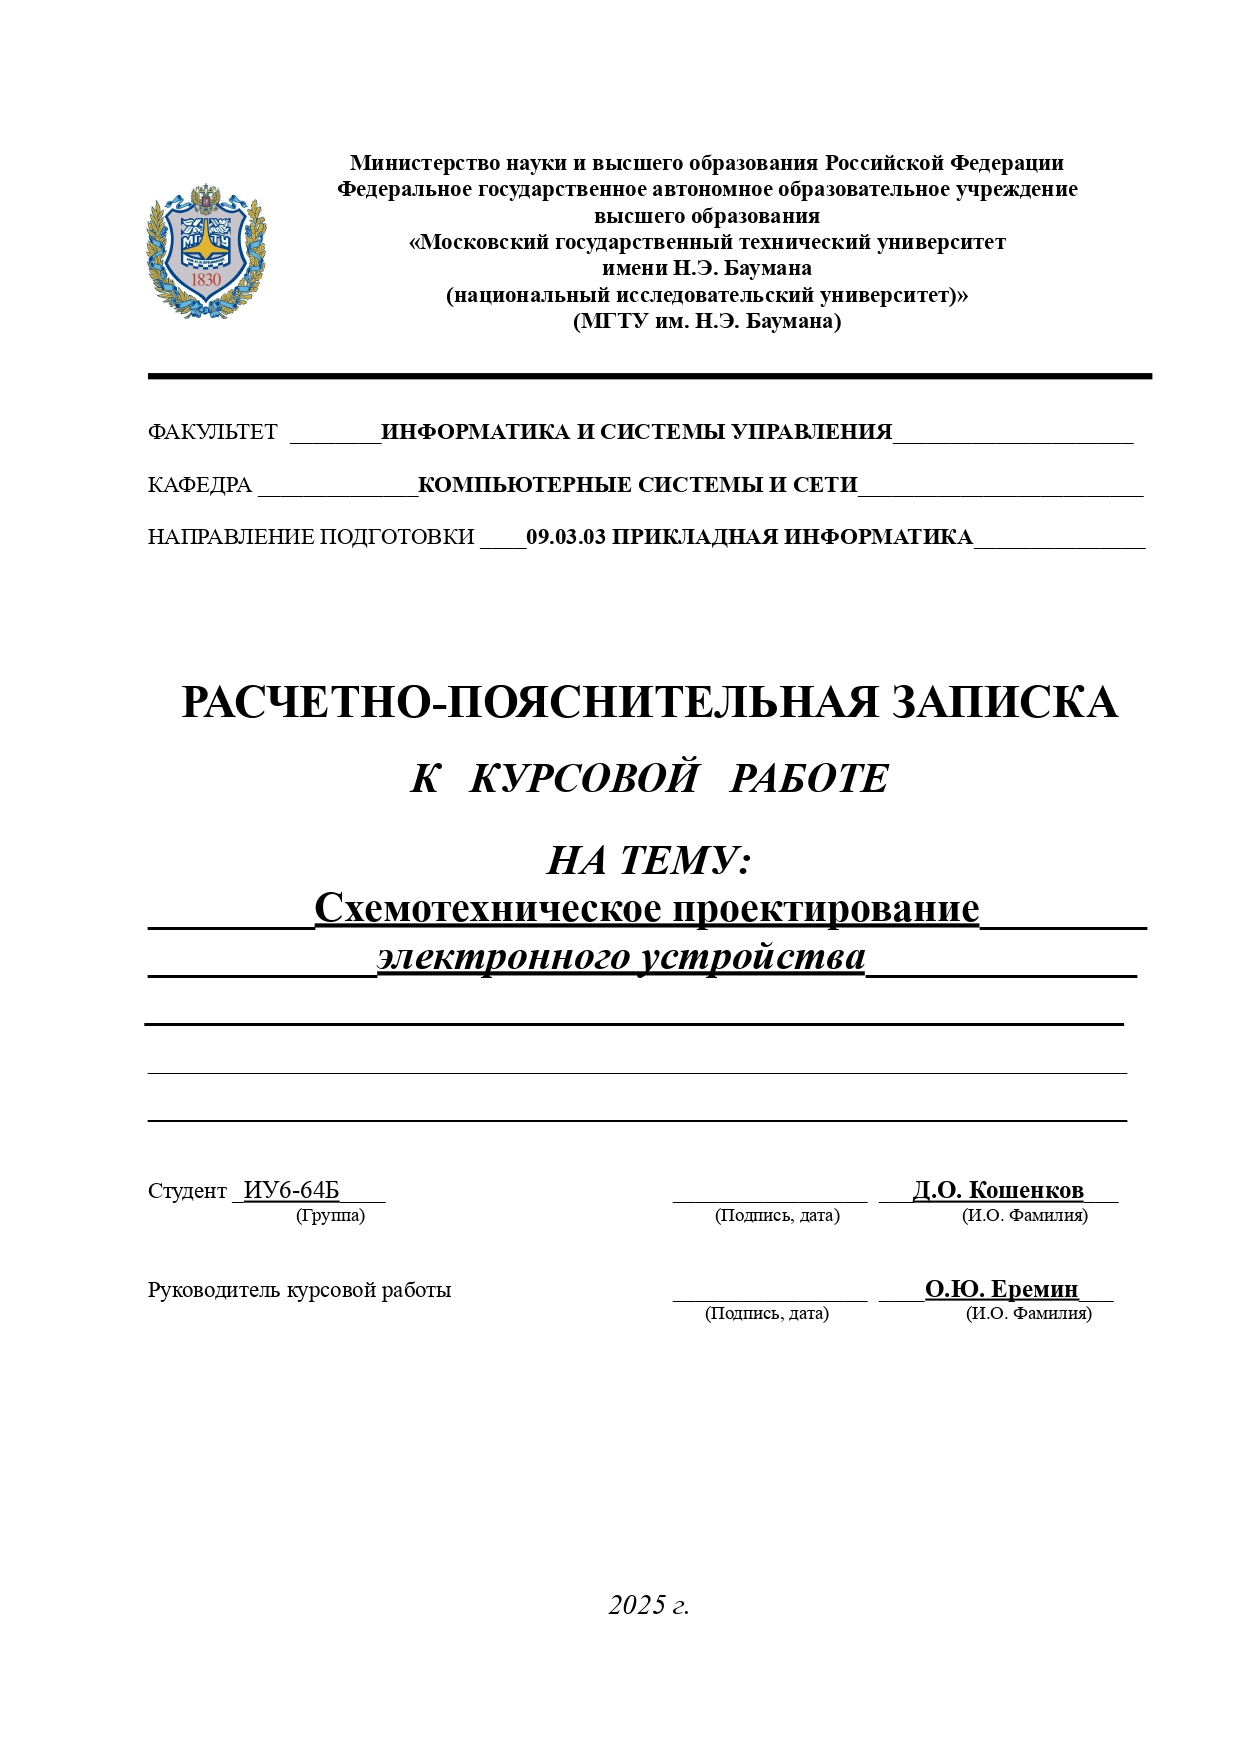 Министерство науки и высшего образования Российской Федерации
Федеральное государственное автономное образовательное учреждение
высшего образования
«Московский государственный технический университет
имени Н.Э. Баумана
(национальный исследовательский университет)»
(МГТУ им. Н.Э. Баумана)
МГТУ
1830
ФАКУЛЬТЕТ ________ИНФОРМАТИКА И СИСТЕМЫ УПРАВЛЕНИЯ_____________________
КАФЕДРА ______________КОМПЬЮТЕРНЫЕ СИСТЕМЫ И СЕТИ_________________________
НАПРАВЛЕНИЕ ПОДГОТОВКИ ____09.03.03 ПРИКЛАДНАЯ ИНФОРМАТИКА_______________
РАСЧЕТНО-ПОЯСНИТЕЛЬНАЯ ЗАПИСКА
К КУРСОВОЙ РАБОТЕ
НА ТЕМУ:
________Схемотехническое проектирование________
___________электронного устройства_____________
Студент _ИУ6-64Б____ _________________ ___Д.О. Кошенков___
(Группа) (Подпись, дата) (И.О. Фамилия)
Руководитель курсовой работы _________________ ____О.Ю. Еремин___
(Подпись, дата) (И.О. Фамилия)
2025 г.